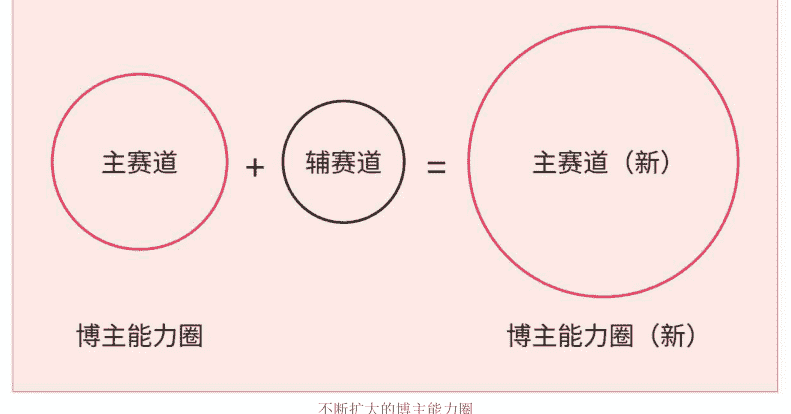 主赛道 + 辅赛道 = 主赛道（新）
博主能力圈 博主能力圈（新）
不断扩大的博主能力圈